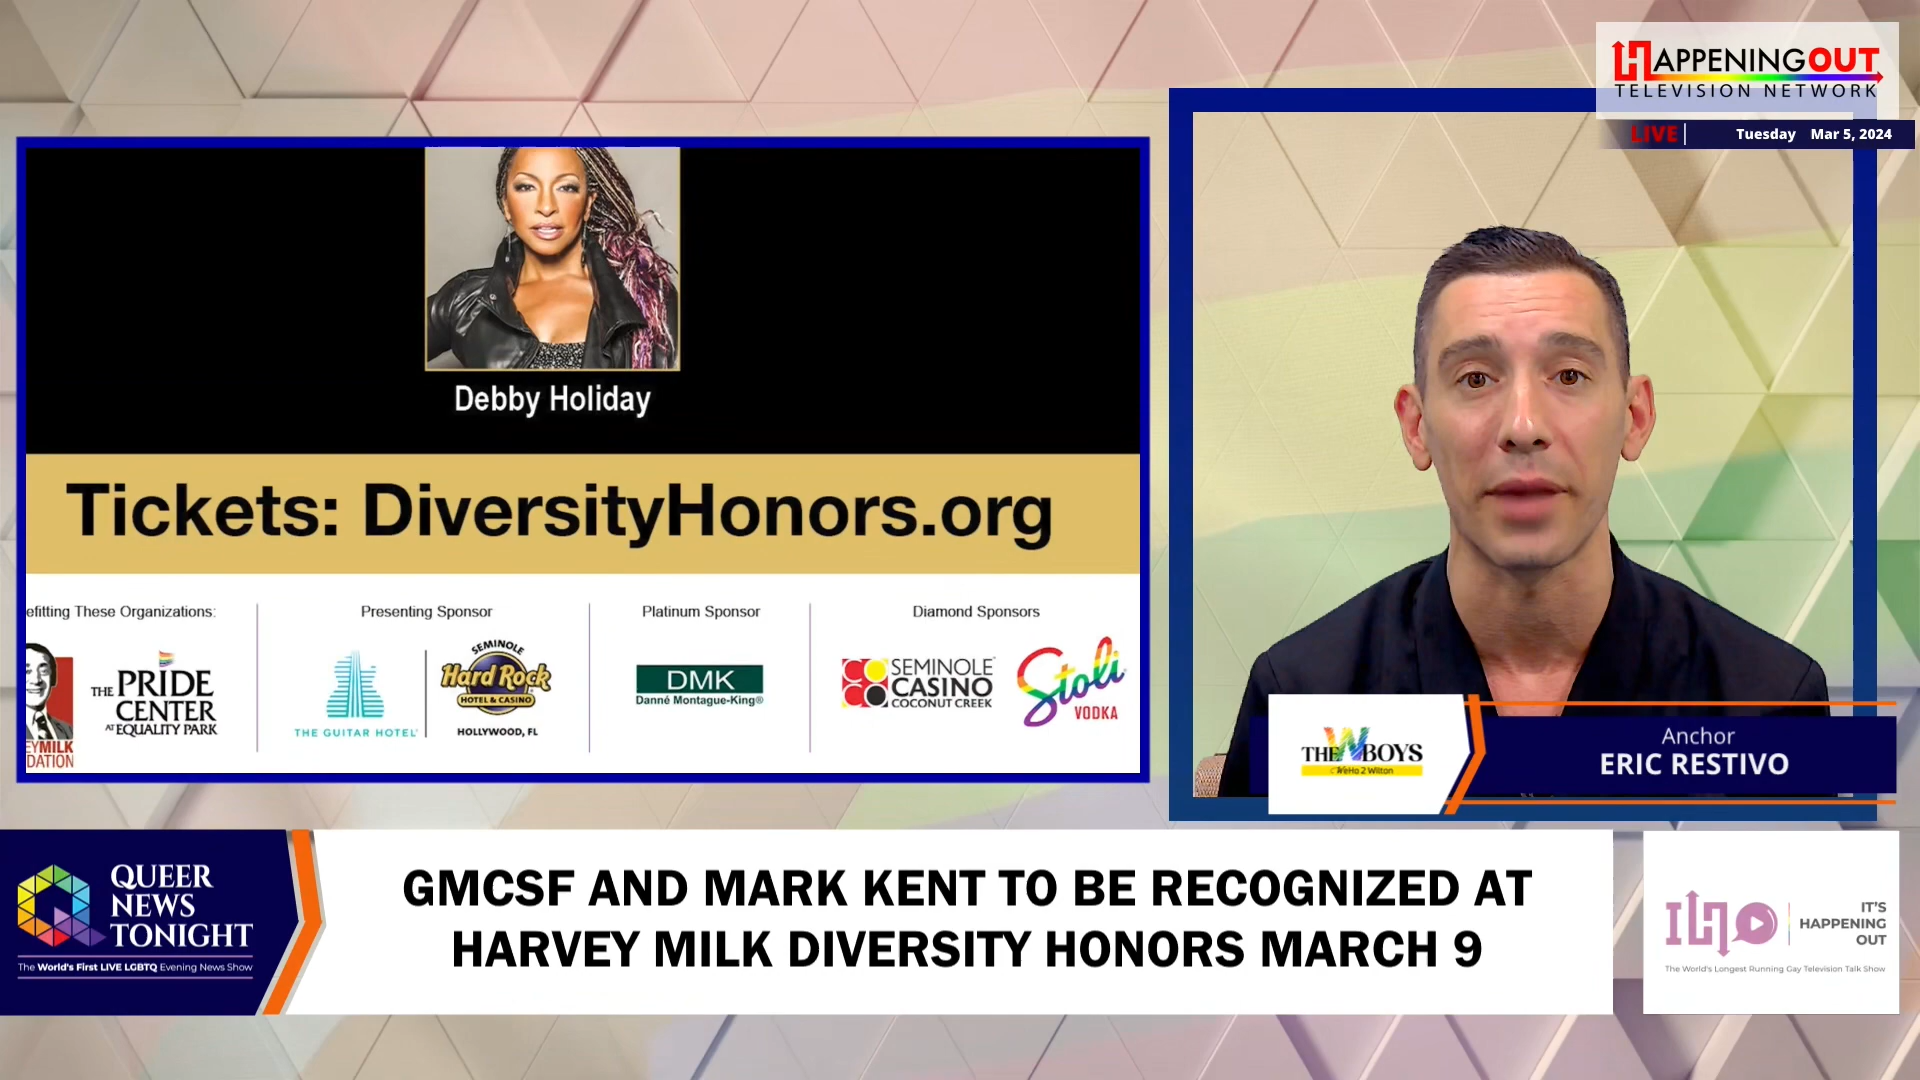 HAPPENINGOUT
TELEVISION NETWORK
LIVE
Tuesday Mar 5, 2024
Debby Holiday
Tickets: DiversityHonors.org
efitting These Organizations:
EYMILK
DATION
THE PRIDE
CENTER
AT EQUALITY PARK
Presenting Sponsor
THE GUITAR HOTEL
SEMINOLE
Hard Rock
HOTEL & CASINO
HOLLYWOOD, FL
Platinum Sponsor
DMK
Danné Montague-King®
Diamond Sponsors
SEMINOLE
CASINO
COCONUT CREEK
Stoli
VODKA
THE W BOYS
WeHo 2 Wilton
Anchor
ERIC RESTIVO
QUEER
NEWS
TONIGHT
The World's First LIVE LGBTQ Evening News Show
GMCSF AND MARK KENT TO BE RECOGNIZED AT
HARVEY MILK DIVERSITY HONORS MARCH 9
IT'S
HAPPENING
OUT
The World's Longest Running Gay Television Talk Show